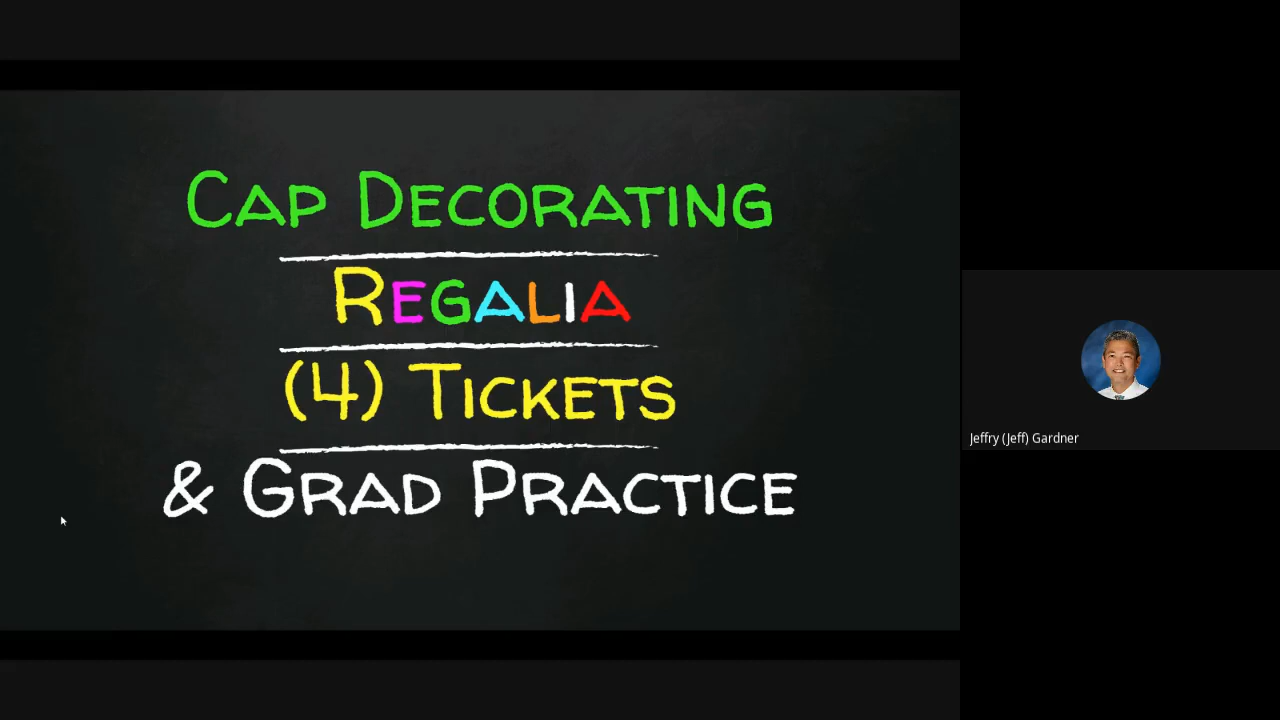 Cap Decorating
Regalia
(4) Tickets
& Grad Practice
Jeffry (Jeff) Gardner